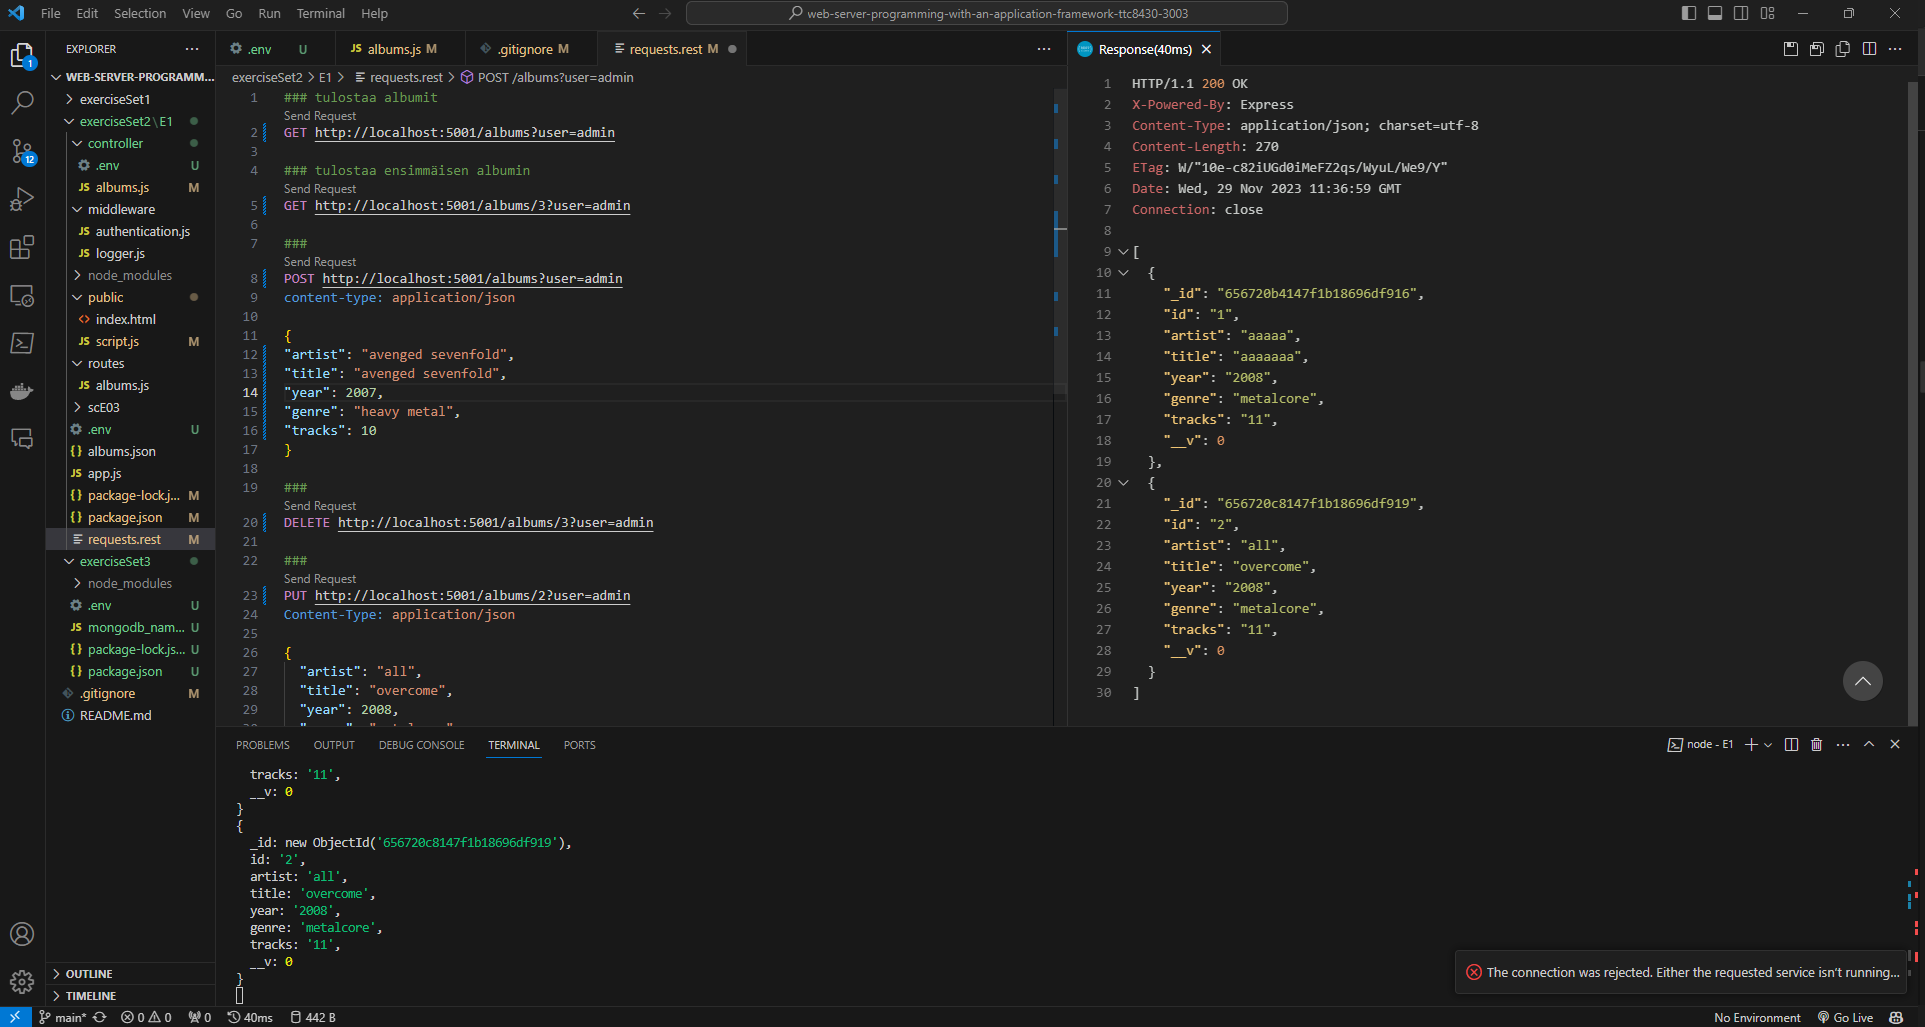 File Edit Selection View Go Run Terminal Help
web-server-programming-with-an-application-framework-ttc8430-3003
EXPLORER
WEB-SERVER-PROGRAMM...
exerciseSet1
exerciseSet2\E1
controller
.env U
albums.js M
middleware
authentication.js
logger.js
node_modules
public
index.html
script.js M
routes
albums.js
scE03
.env U
albums.json
app.js
package-lock.j... M
package.json M
requests.rest M
exerciseSet3
node_modules
.env U
mongodb_nam... U
package-lock.js... U
package.json U
.gitignore M
README.md
OUTLINE
TIMELINE
1
12
.env U
albums.js M
.gitignore M
requests.rest M
exerciseSet2 > E1 > requests.rest > POST /albums?user=admin
1 ### tulostaa albumit
Send Request
2 GET http://localhost:5001/albums?user=admin
3
4 ### tulostaa ensimmäisen albumin
Send Request
5 GET http://localhost:5001/albums/3?user=admin
6
7 ###
Send Request
8 POST http://localhost:5001/albums?user=admin
9 content-type: application/json
10
11 {
12 "artist": "avenged sevenfold",
13 "title": "avenged sevenfold",
14 "year": 2007,
15 "genre": "heavy metal",
16 "tracks": 10
17 }
18
19 ###
Send Request
20 DELETE http://localhost:5001/albums/3?user=admin
21
22 ###
Send Request
23 PUT http://localhost:5001/albums/2?user=admin
24 Content-Type: application/json
25
26 {
27 "artist": "all",
28 "title": "overcome",
29 "year": 2008,
Response(40ms)
1 HTTP/1.1 200 OK
2 X-Powered-By: Express
3 Content-Type: application/json; charset=utf-8
4 Content-Length: 270
5 ETag: W/"10e-c82iUGd0iMeFZ2qs/WyuL/We9/Y"
6 Date: Wed, 29 Nov 2023 11:36:59 GMT
7 Connection: close
8
9 [
10 {
11 "_id": "656720b4147f1b18696df916",
12 "id": "1",
13 "artist": "aaaaa",
14 "title": "aaaaaaa",
15 "year": "2008",
16 "genre": "metalcore",
17 "tracks": "11",
18 "__v": 0
19 },
20 {
21 "_id": "656720c8147f1b18696df919",
22 "id": "2",
23 "artist": "all",
24 "title": "overcome",
25 "year": "2008",
26 "genre": "metalcore",
27 "tracks": "11",
28 "__v": 0
29 }
30 ]
PROBLEMS OUTPUT DEBUG CONSOLE TERMINAL PORTS
node - E1
tracks: '11',
__v: 0
}
{
_id: new ObjectId('656720c8147f1b18696df919'),
id: '2',
artist: 'all',
title: 'overcome',
year: '2008',
genre: 'metalcore',
tracks: '11',
__v: 0
}
The connection was rejected. Either the requested service isn't running...
main* 0 0 0 40ms 442 B
No Environment Go Live